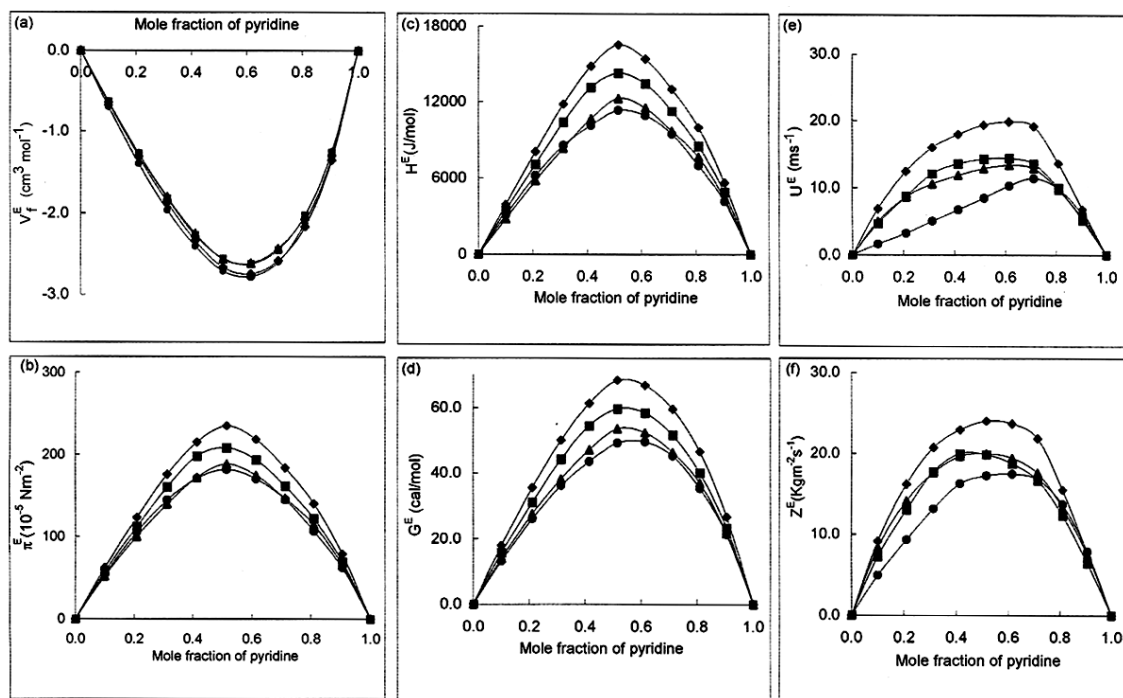 (a)
Mole fraction of pyridine
0.0
0.0 0.2 0.4 0.6 0.8 1.0
-1.0
-2.0
-3.0
V_f^E (cm^3 mol^-1)
(b)
300
200
100
0
π^E (10^-5 Nm^-2)
0.0 0.2 0.4 0.6 0.8 1.0
Mole fraction of pyridine
(c)
18000
12000
6000
0
H^E (J/mol)
0.0 0.2 0.4 0.6 0.8 1.0
Mole fraction of pyridine
(d)
60.0
40.0
20.0
0.0
G^E (cal/mol)
0.0 0.2 0.4 0.6 0.8 1.0
Mole fraction of pyridine
(e)
30.0
20.0
10.0
0.0
U^E (ms^-1)
0.0 0.2 0.4 0.6 0.8 1.0
Mole fraction of pyridine
(f)
30.0
20.0
10.0
0.0
Z^E (Kgm^-2s^-1)
0.0 0.2 0.4 0.6 0.8 1.0
Mole fraction of pyridine